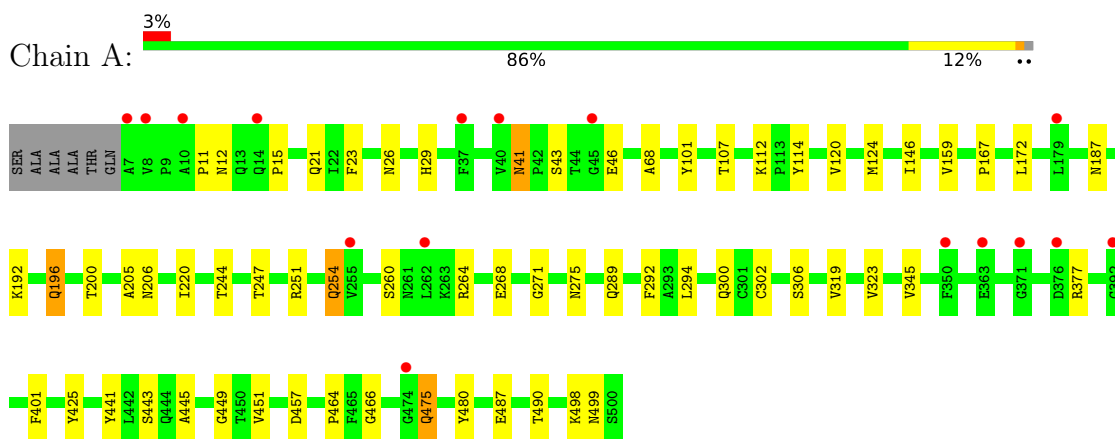 3%
Chain A:
86% 12% ••
SER ALA ALA ALA THR GLN A7 V8 P9 A10 P11 N12 Q13 Q14 P15 Q21 I22 F23 N26 H29 F37 V40 N41 P42 S43 T44 G45 E46 A68 Y101 T107 K112 P113 Y114 V120 M124 I146 V159 P167 L172 L179 N187
K192 Q196 T200 A205 N206 I220 T244 T247 R251 Q254 V255 S260 N261 L262 K263 R264 E268 G271 N275 Q289 F292 A293 L294 Q300 C301 C302 S306 V319 V323 V345 F350 E363 G371 D376 R377
F401 Y425 Y441 L442 S443 Q444 A445 G449 T450 V451 D457 P464 F465 G466 G474 Q475 Y480 E487 T490 K498 N499 S500